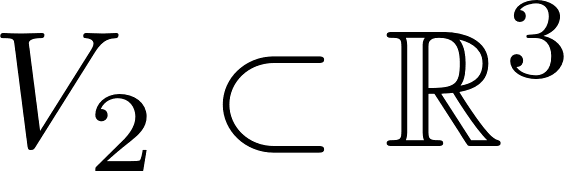 V₂ ⊂ ℝ³